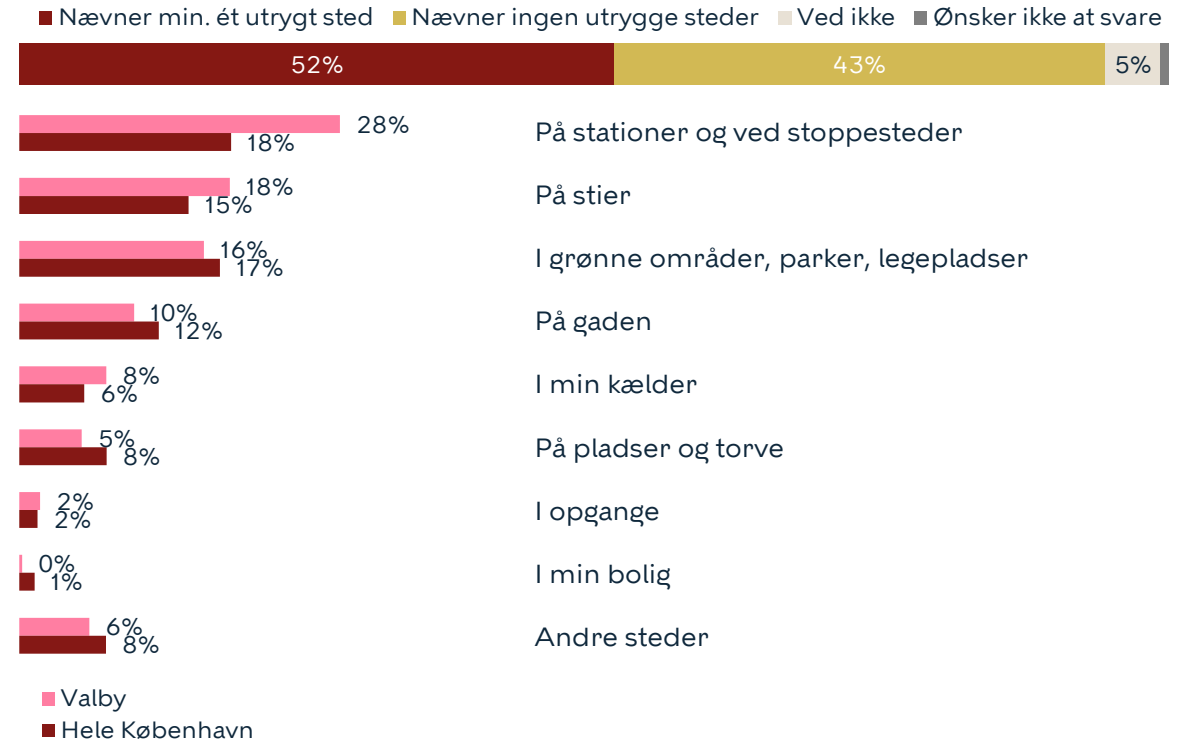 Nævner min. ét utrygt sted Nævner ingen utrygge steder Ved ikke Ønsker ikke at svare
52% 43% 5%
28%
18% På stationer og ved stoppesteder
18%
15% På stier
16%
17% I grønne områder, parker, legepladser
10%
12% På gaden
8%
6% I min kælder
5%
8% På pladser og torve
2%
2% I opgange
0%
1% I min bolig
6%
8% Andre steder
Valby
Hele København